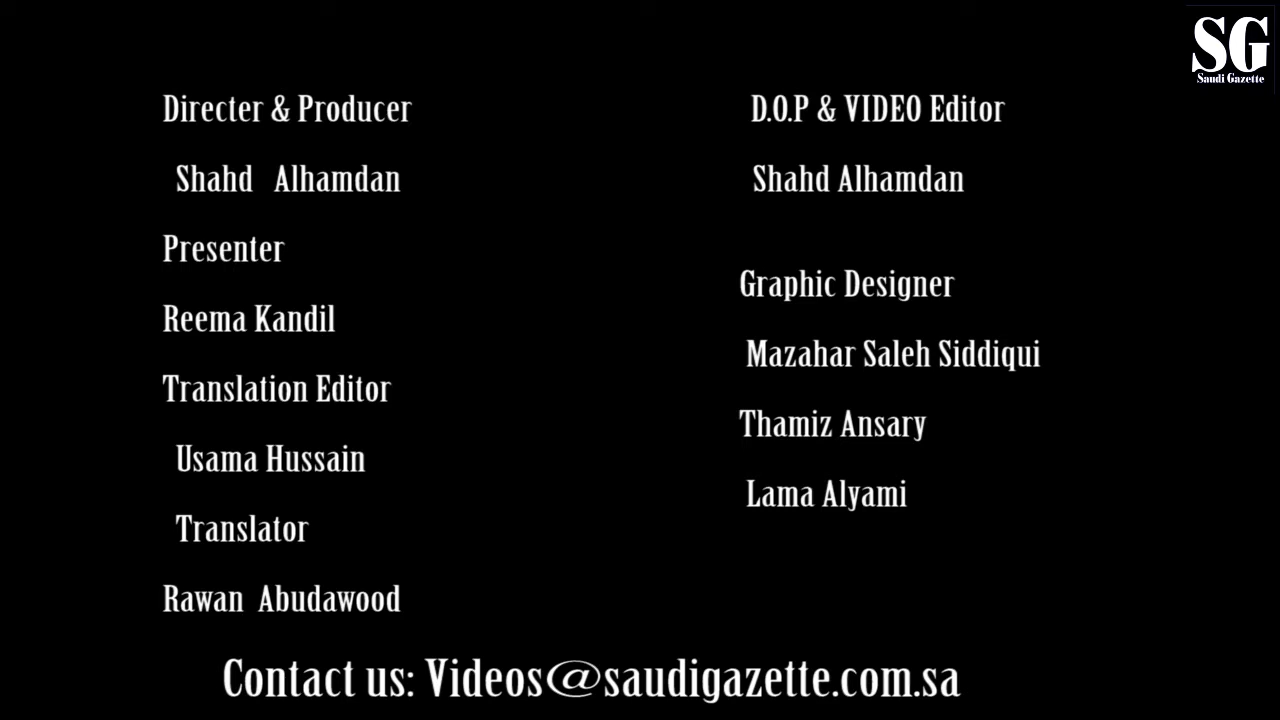 SG
Saudi Gazette
Directer & Producer
Shahd Alhamdan
Presenter
Reema Kandil
Translation Editor
Usama Hussain
Translator
Rawan Abudawood
D.O.P & VIDEO Editor
Shahd Alhamdan
Graphic Designer
Mazahar Saleh Siddiqui
Thamiz Ansary
Lama Alyami
Contact us: Videos@saudigazette.com.sa